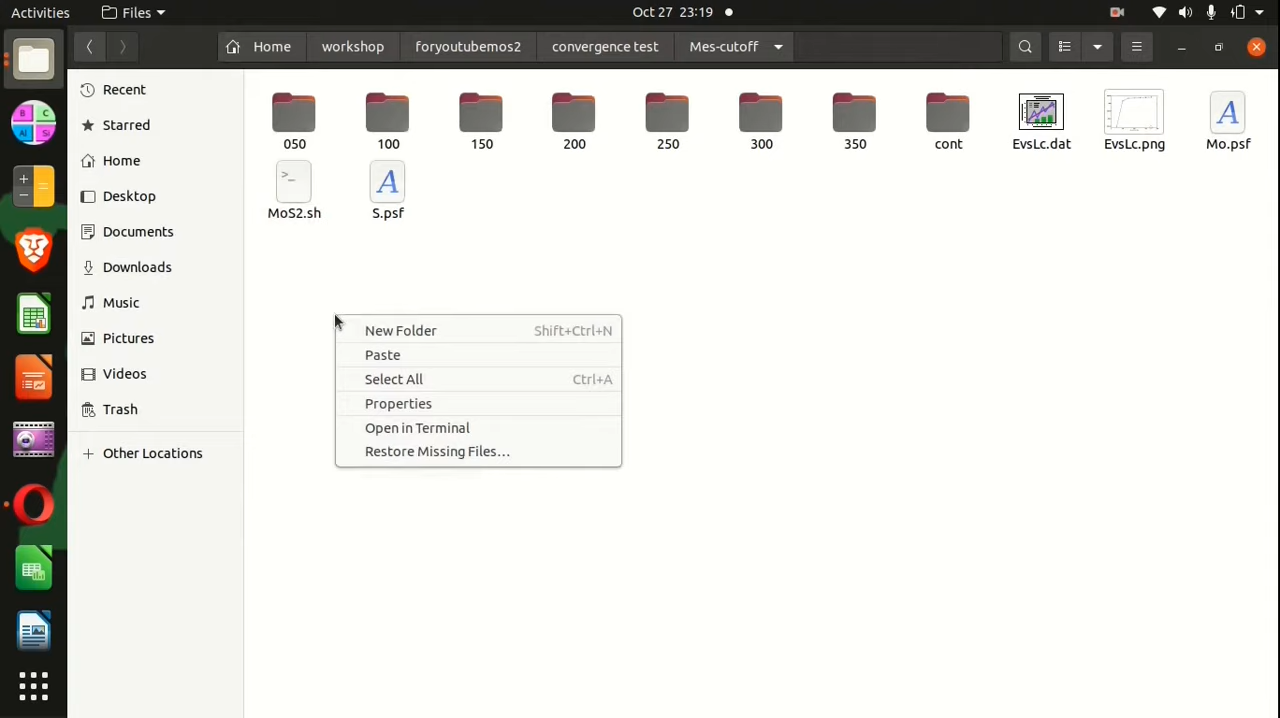 Activities Files Oct 27 23:19
Home workshop foryoutubemos2 convergence test Mes-cutoff
Recent
Starred
Home
Desktop
Documents
Downloads
Music
Pictures
Videos
Trash
+ Other Locations
050 100 150 200 250 300 350 cont EvsLc.dat EvsLc.png Mo.psf
MoS2.sh S.psf
New Folder Shift+Ctrl+N
Paste
Select All Ctrl+A
Properties
Open in Terminal
Restore Missing Files…
B C
Al Si
A
>_
A